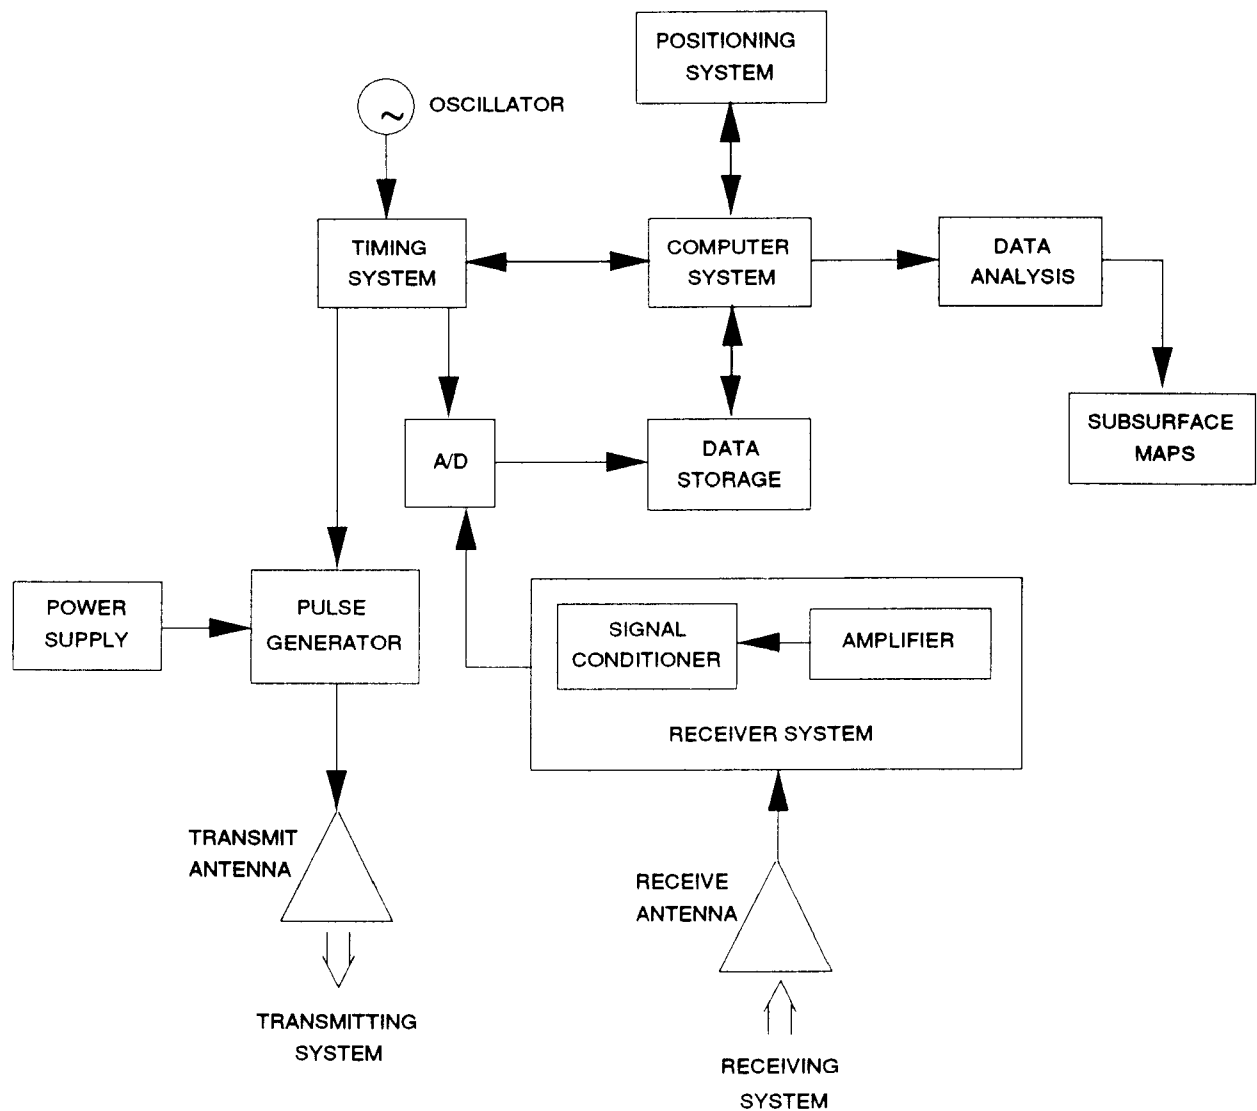 POSITIONING
SYSTEM
OSCILLATOR
~
TIMING
SYSTEM
COMPUTER
SYSTEM
DATA
ANALYSIS
A/D
DATA
STORAGE
SUBSURFACE
MAPS
POWER
SUPPLY
PULSE
GENERATOR
SIGNAL
CONDITIONER
AMPLIFIER
RECEIVER SYSTEM
TRANSMIT
ANTENNA
RECEIVE
ANTENNA
TRANSMITTING
SYSTEM
RECEIVING
SYSTEM